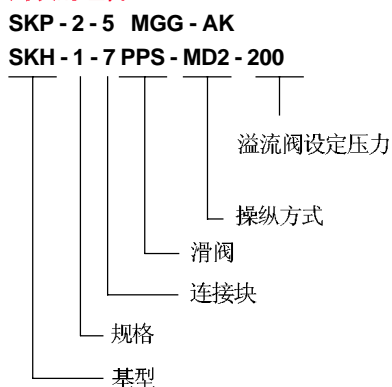 SKP - 2 - 5 MGG - AK
SKH - 1 - 7 PPS - MD2 - 200
溢流阀设定压力
操纵方式
滑阀
连接块
规格
基型